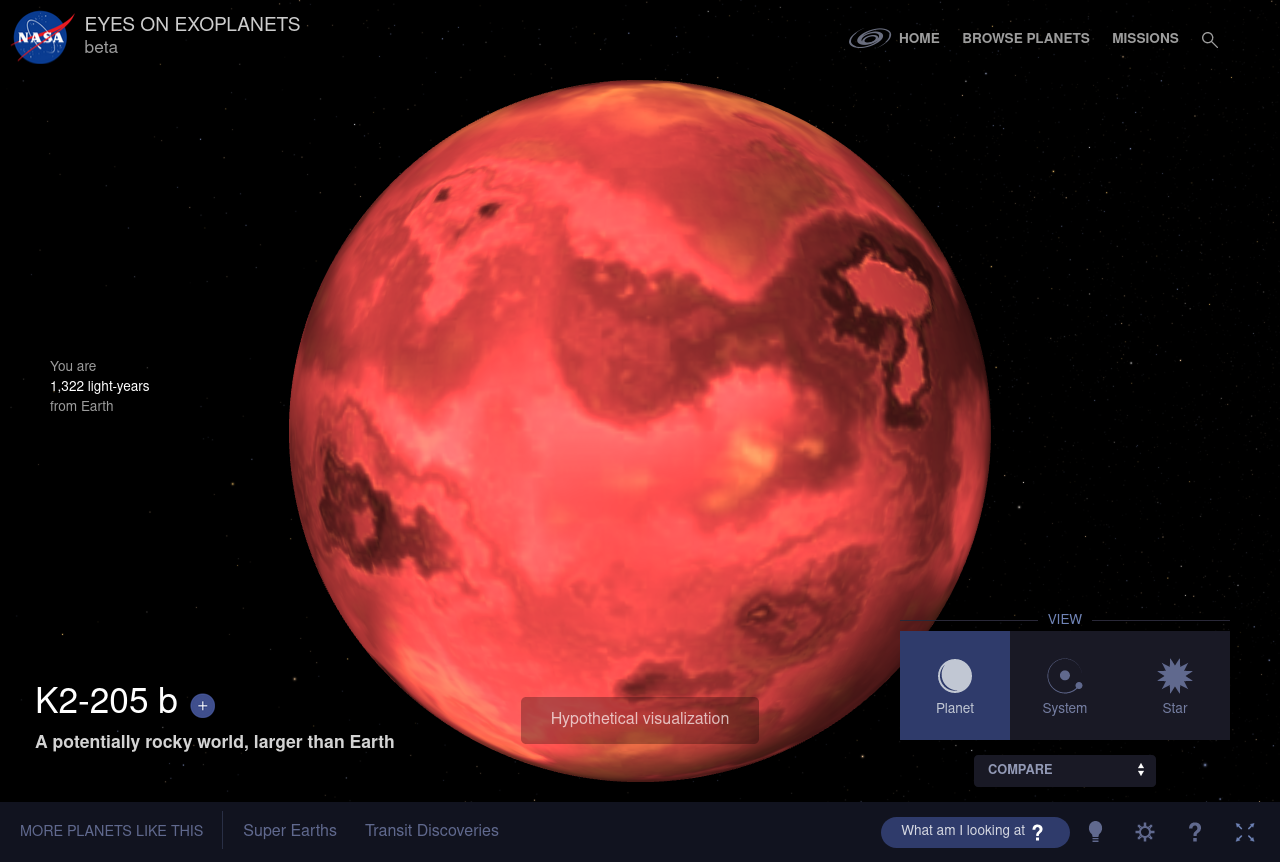 NASA
EYES ON EXOPLANETS
beta
HOME
BROWSE PLANETS
MISSIONS
You are
1,322 light-years
from Earth
K2-205 b +
A potentially rocky world, larger than Earth
Hypothetical visualization
VIEW
Planet
System
Star
COMPARE
MORE PLANETS LIKE THIS
Super Earths
Transit Discoveries
What am I looking at ?
?